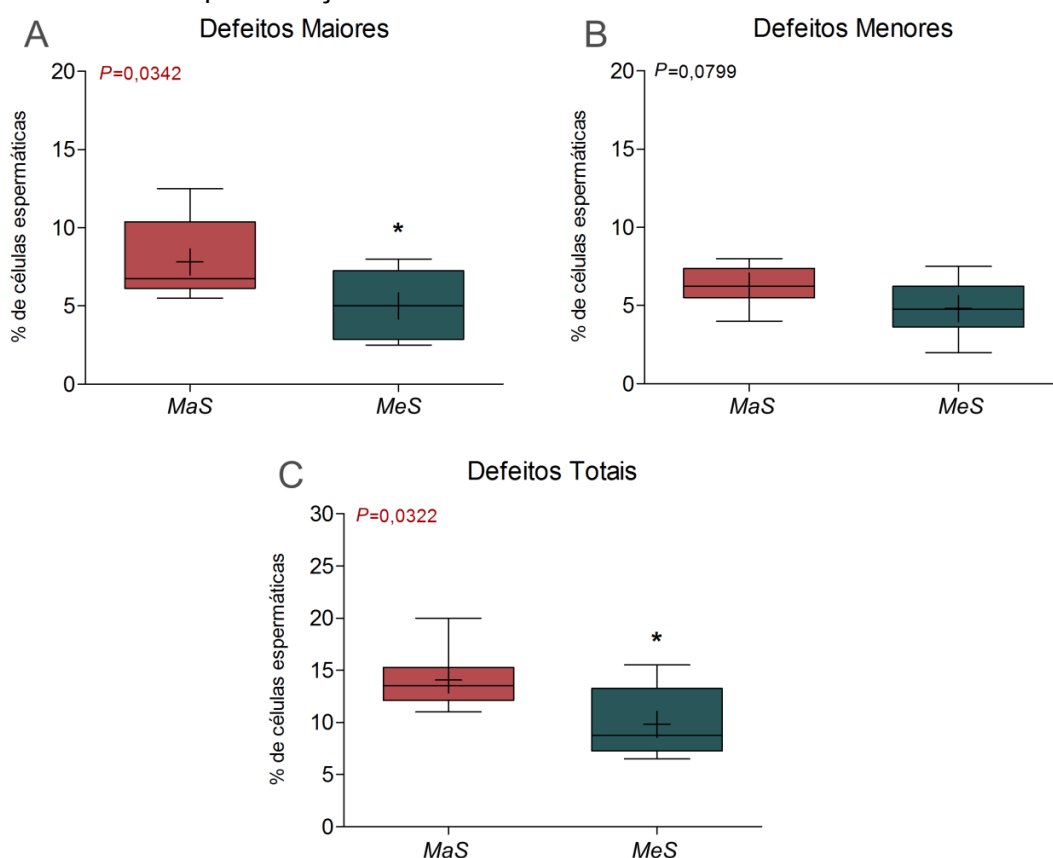 A
Defeitos Maiores
P=0,0342
% de células espermáticas
20
15
10
5
0
*
MaS
MeS
B
Defeitos Menores
P=0,0799
% de células espermáticas
20
15
10
5
0
MaS
MeS
C
Defeitos Totais
P=0,0322
% de células espermáticas
30
25
20
15
10
5
0
*
MaS
MeS